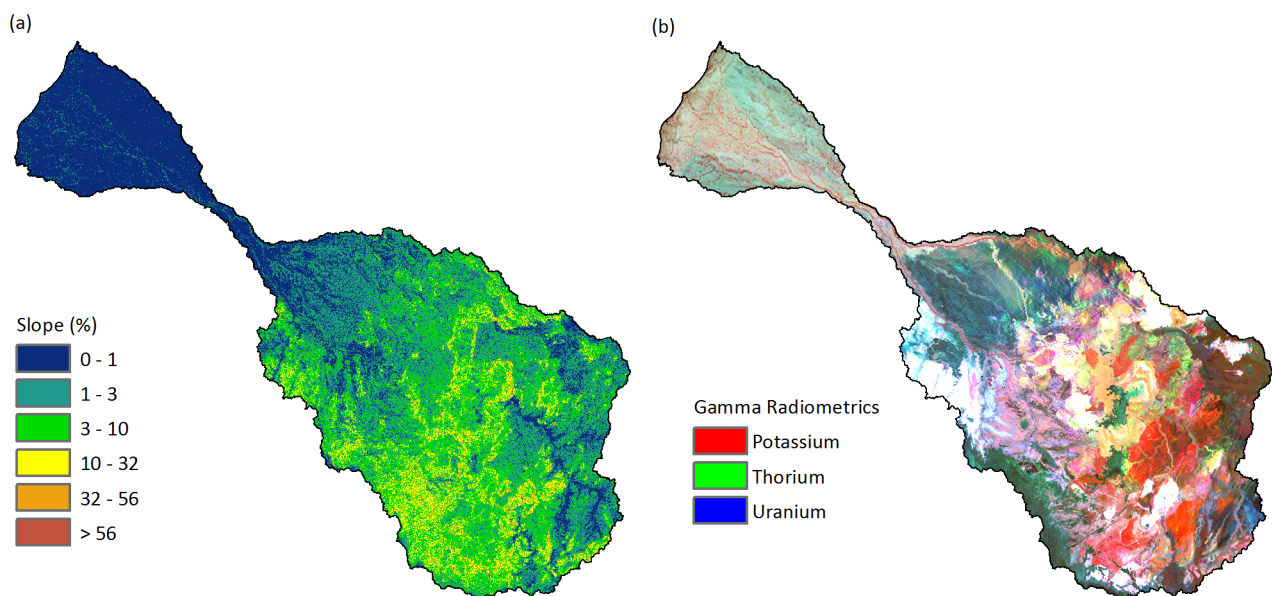 (a)
(b)
Slope (%)
0 - 1
1 - 3
3 - 10
10 - 32
32 - 56
> 56
Gamma Radiometrics
Potassium
Thorium
Uranium